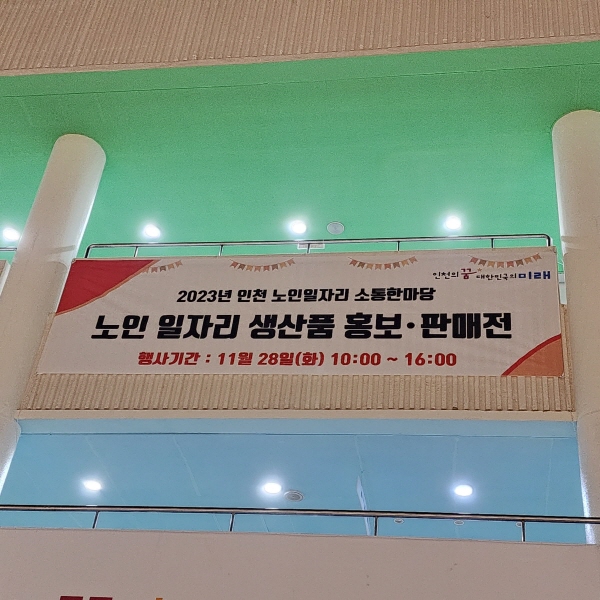 인천의 꿈 대한민국의 미래
2023년 인천 노인일자리 소통한마당
노인 일자리 생산품 홍보·판매전
행사기간 : 11월 28일(화) 10:00 ~ 16:00